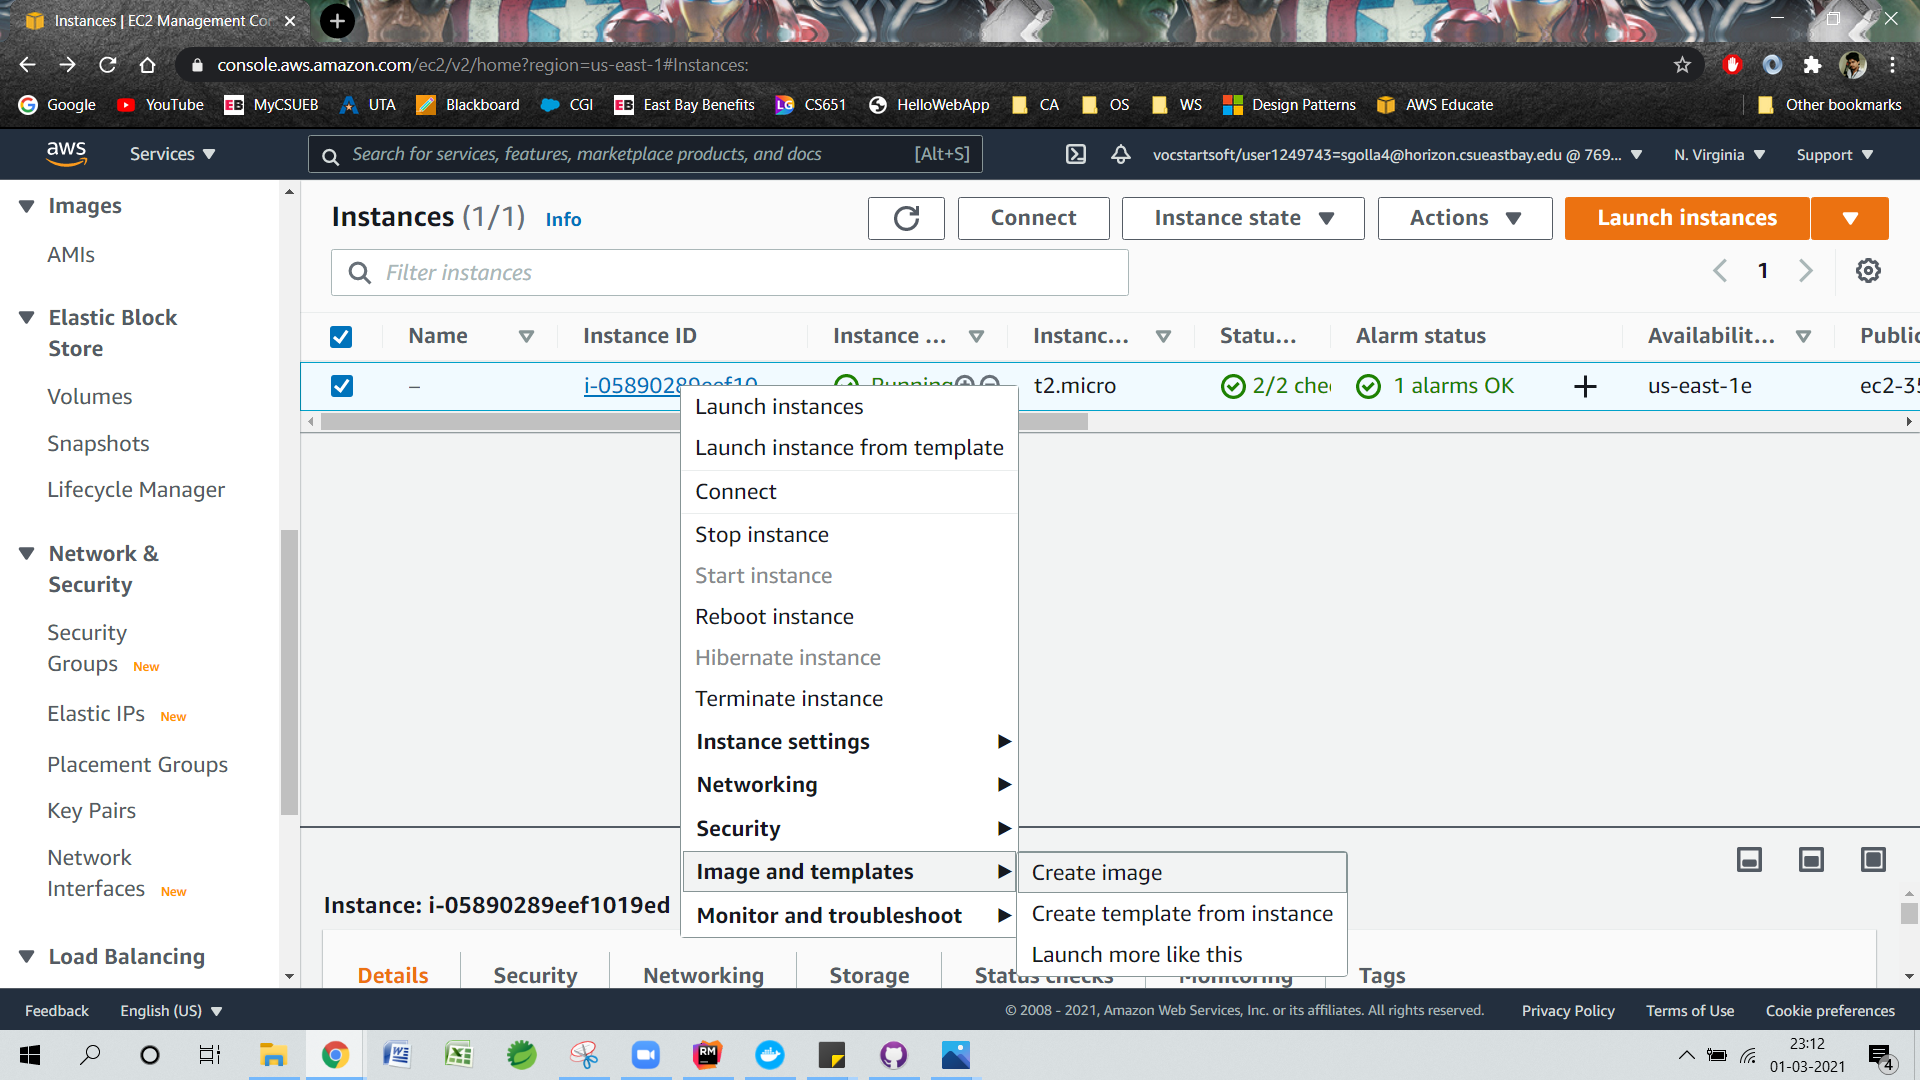 Instances | EC2 Management Co
console.aws.amazon.com/ec2/v2/home?region=us-east-1#Instances:
Google YouTube MyCSUEB UTA Blackboard CGI East Bay Benefits CS651 HelloWebApp CA OS WS Design Patterns AWS Educate Other bookmarks
aws Services Search for services, features, marketplace products, and docs [Alt+S] vocstartsoft/user1249743=sgolla4@horizon.csueastbay.edu @ 769... N. Virginia Support
Images
AMIs
Elastic Block
Store
Volumes
Snapshots
Lifecycle Manager
Network &
Security
Security
Groups New
Elastic IPs New
Placement Groups
Key Pairs
Network
Interfaces New
Load Balancing
Instances (1/1) Info Connect Instance state Actions Launch instances
Filter instances 1
Name Instance ID Instance ... Instanc... Statu... Alarm status Availabilit... Public
– i-05890289eef10 Running t2.micro 2/2 che 1 alarms OK us-east-1e ec2-35
Launch instances
Launch instance from template
Connect
Stop instance
Start instance
Reboot instance
Hibernate instance
Terminate instance
Instance settings
Networking
Security
Image and templates
Monitor and troubleshoot
Create image
Create template from instance
Launch more like this
Instance: i-05890289eef1019ed
Details Security Networking Storage Status checks Monitoring Tags
Feedback English (US) © 2008 - 2021, Amazon Web Services, Inc. or its affiliates. All rights reserved. Privacy Policy Terms of Use Cookie preferences
RM
23:12
01-03-2021
4